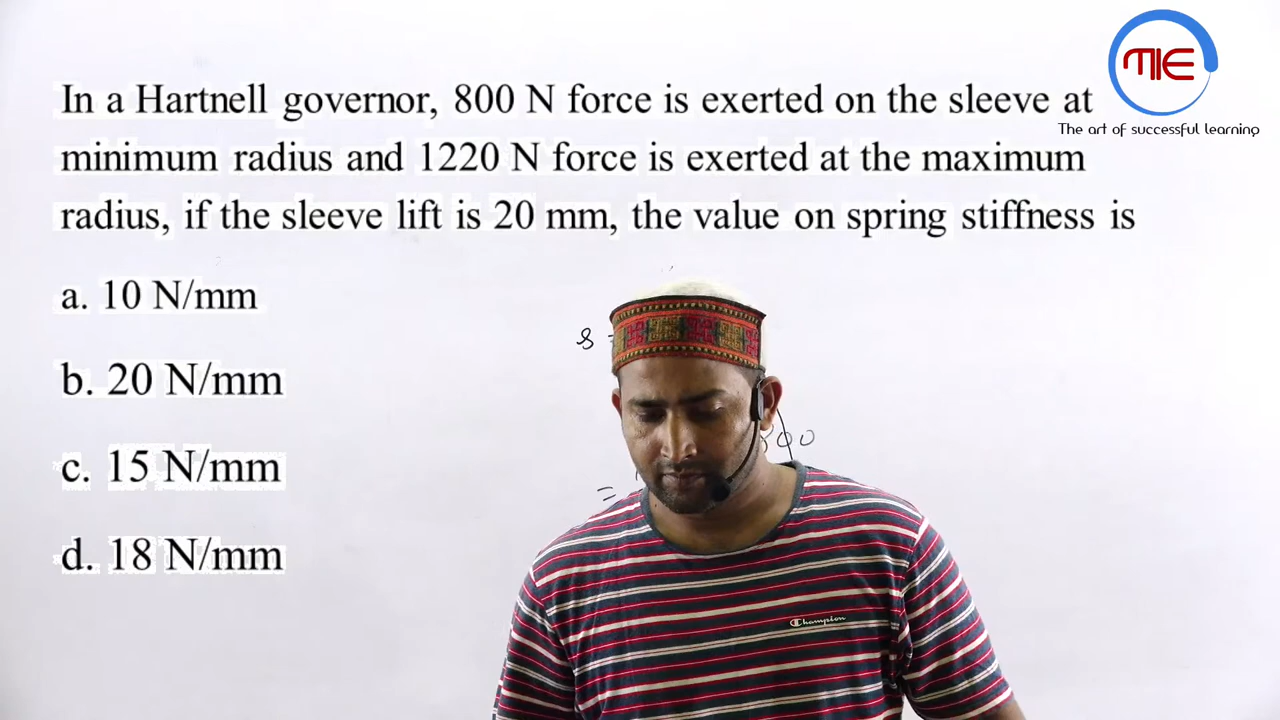 MIE
The art of successful learning
In a Hartnell governor, 800 N force is exerted on the sleeve at
minimum radius and 1220 N force is exerted at the maximum
radius, if the sleeve lift is 20 mm, the value on spring stiffness is
a. 10 N/mm
b. 20 N/mm
c. 15 N/mm
d. 18 N/mm
s =
800
=
Champion